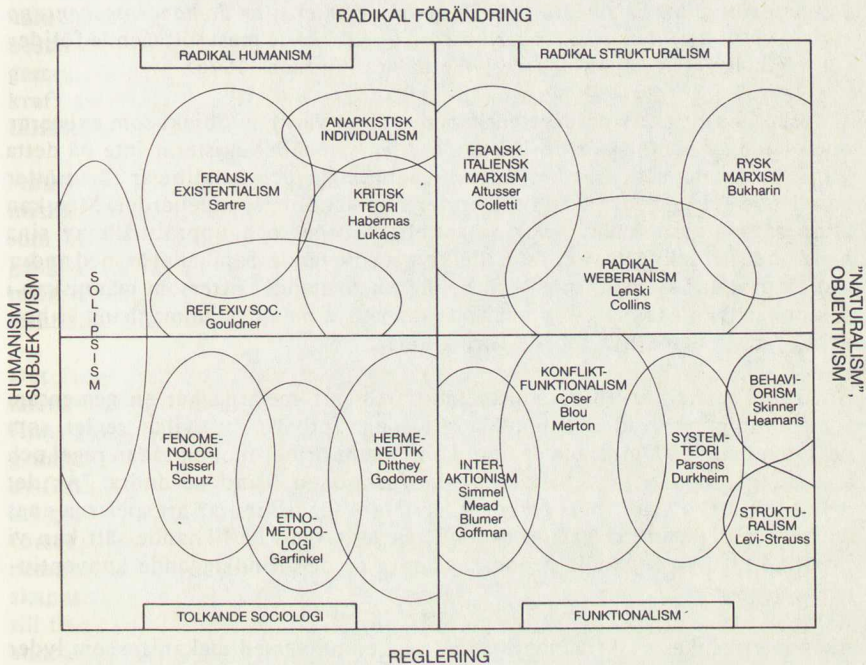 RADIKAL FÖRÄNDRING
RADIKAL HUMANISM
RADIKAL STRUKTURALISM
ANARKISTISK
INDIVIDUALISM
FRANSK
EXISTENTIALISM
Sartre
KRITISK
TEORI
Habermas
Lukács
FRANSK-
ITALIENSK
MARXISM
Altusser
Colletti
RYSK
MARXISM
Bukharin
RADIKAL
WEBERIANISM
Lenski
Collins
REFLEXIV SOC.
Gouldner
HUMANISM
SUBJEKTIVISM
SOLIPSISM
"NATURALISM",
OBJEKTIVISM
FENOME-
NOLOGI
Husserl
Schutz
ETNO-
METODO-
LOGI
Garfinkel
HERME-
NEUTIK
Ditthey
Godomer
INTER-
AKTIONISM
Simmel
Mead
Blumer
Goffman
KONFLIKT-
FUNKTIONALISM
Coser
Blou
Merton
SYSTEM-
TEORI
Parsons
Durkheim
BEHAVI-
ORISM
Skinner
Heamans
STRUKTU-
RALISM
Levi-Strauss
TOLKANDE SOCIOLOGI
FUNKTIONALISM
REGLERING